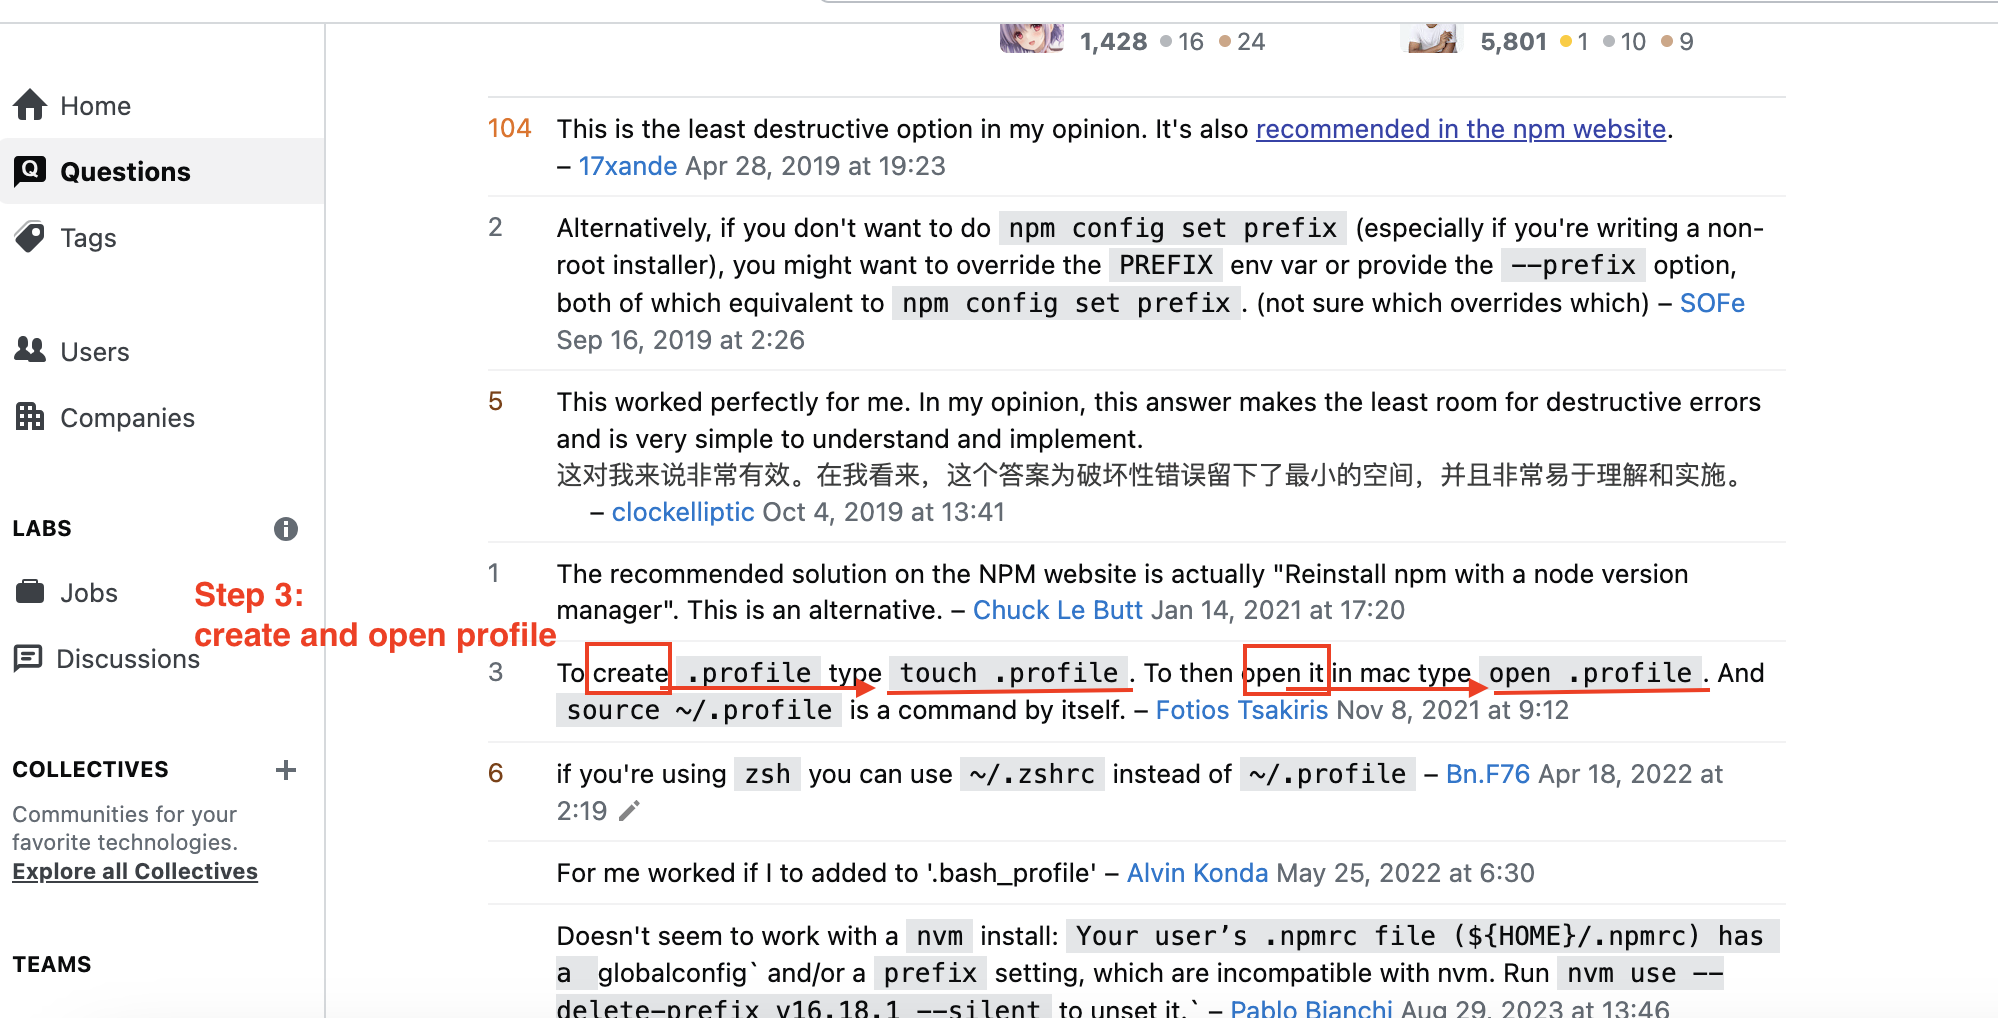 1,428 16 24
5,801 1 10 9
Home
Questions
Tags
Users
Companies
LABS
Jobs
Discussions
COLLECTIVES
Communities for your
favorite technologies.
Explore all Collectives
TEAMS
Step 3:
create and open profile
104 This is the least destructive option in my opinion. It's also recommended in the npm website.
– 17xande Apr 28, 2019 at 19:23
2 Alternatively, if you don't want to do npm config set prefix (especially if you're writing a non-
root installer), you might want to override the PREFIX env var or provide the --prefix option,
both of which equivalent to npm config set prefix. (not sure which overrides which) – SOFe
Sep 16, 2019 at 2:26
5 This worked perfectly for me. In my opinion, this answer makes the least room for destructive errors
and is very simple to understand and implement.
这对我来说非常有效。在我看来，这个答案为破坏性错误留下了最小的空间，并且非常易于理解和实施。
– clockelliptic Oct 4, 2019 at 13:41
1 The recommended solution on the NPM website is actually "Reinstall npm with a node version
manager". This is an alternative. – Chuck Le Butt Jan 14, 2021 at 17:20
3 To create .profile type touch .profile. To then open it in mac type open .profile. And
source ~/.profile is a command by itself. – Fotios Tsakiris Nov 8, 2021 at 9:12
6 if you're using zsh you can use ~/.zshrc instead of ~/.profile – Bn.F76 Apr 18, 2022 at
2:19
For me worked if I to added to '.bash_profile' – Alvin Konda May 25, 2022 at 6:30
Doesn't seem to work with a nvm install: Your user’s .npmrc file (${HOME}/.npmrc) has
a globalconfig` and/or a prefix setting, which are incompatible with nvm. Run nvm use --
delete-prefix v16.18.1 --silent to unset it.` – Pablo Bianchi Aug 29, 2023 at 13:46